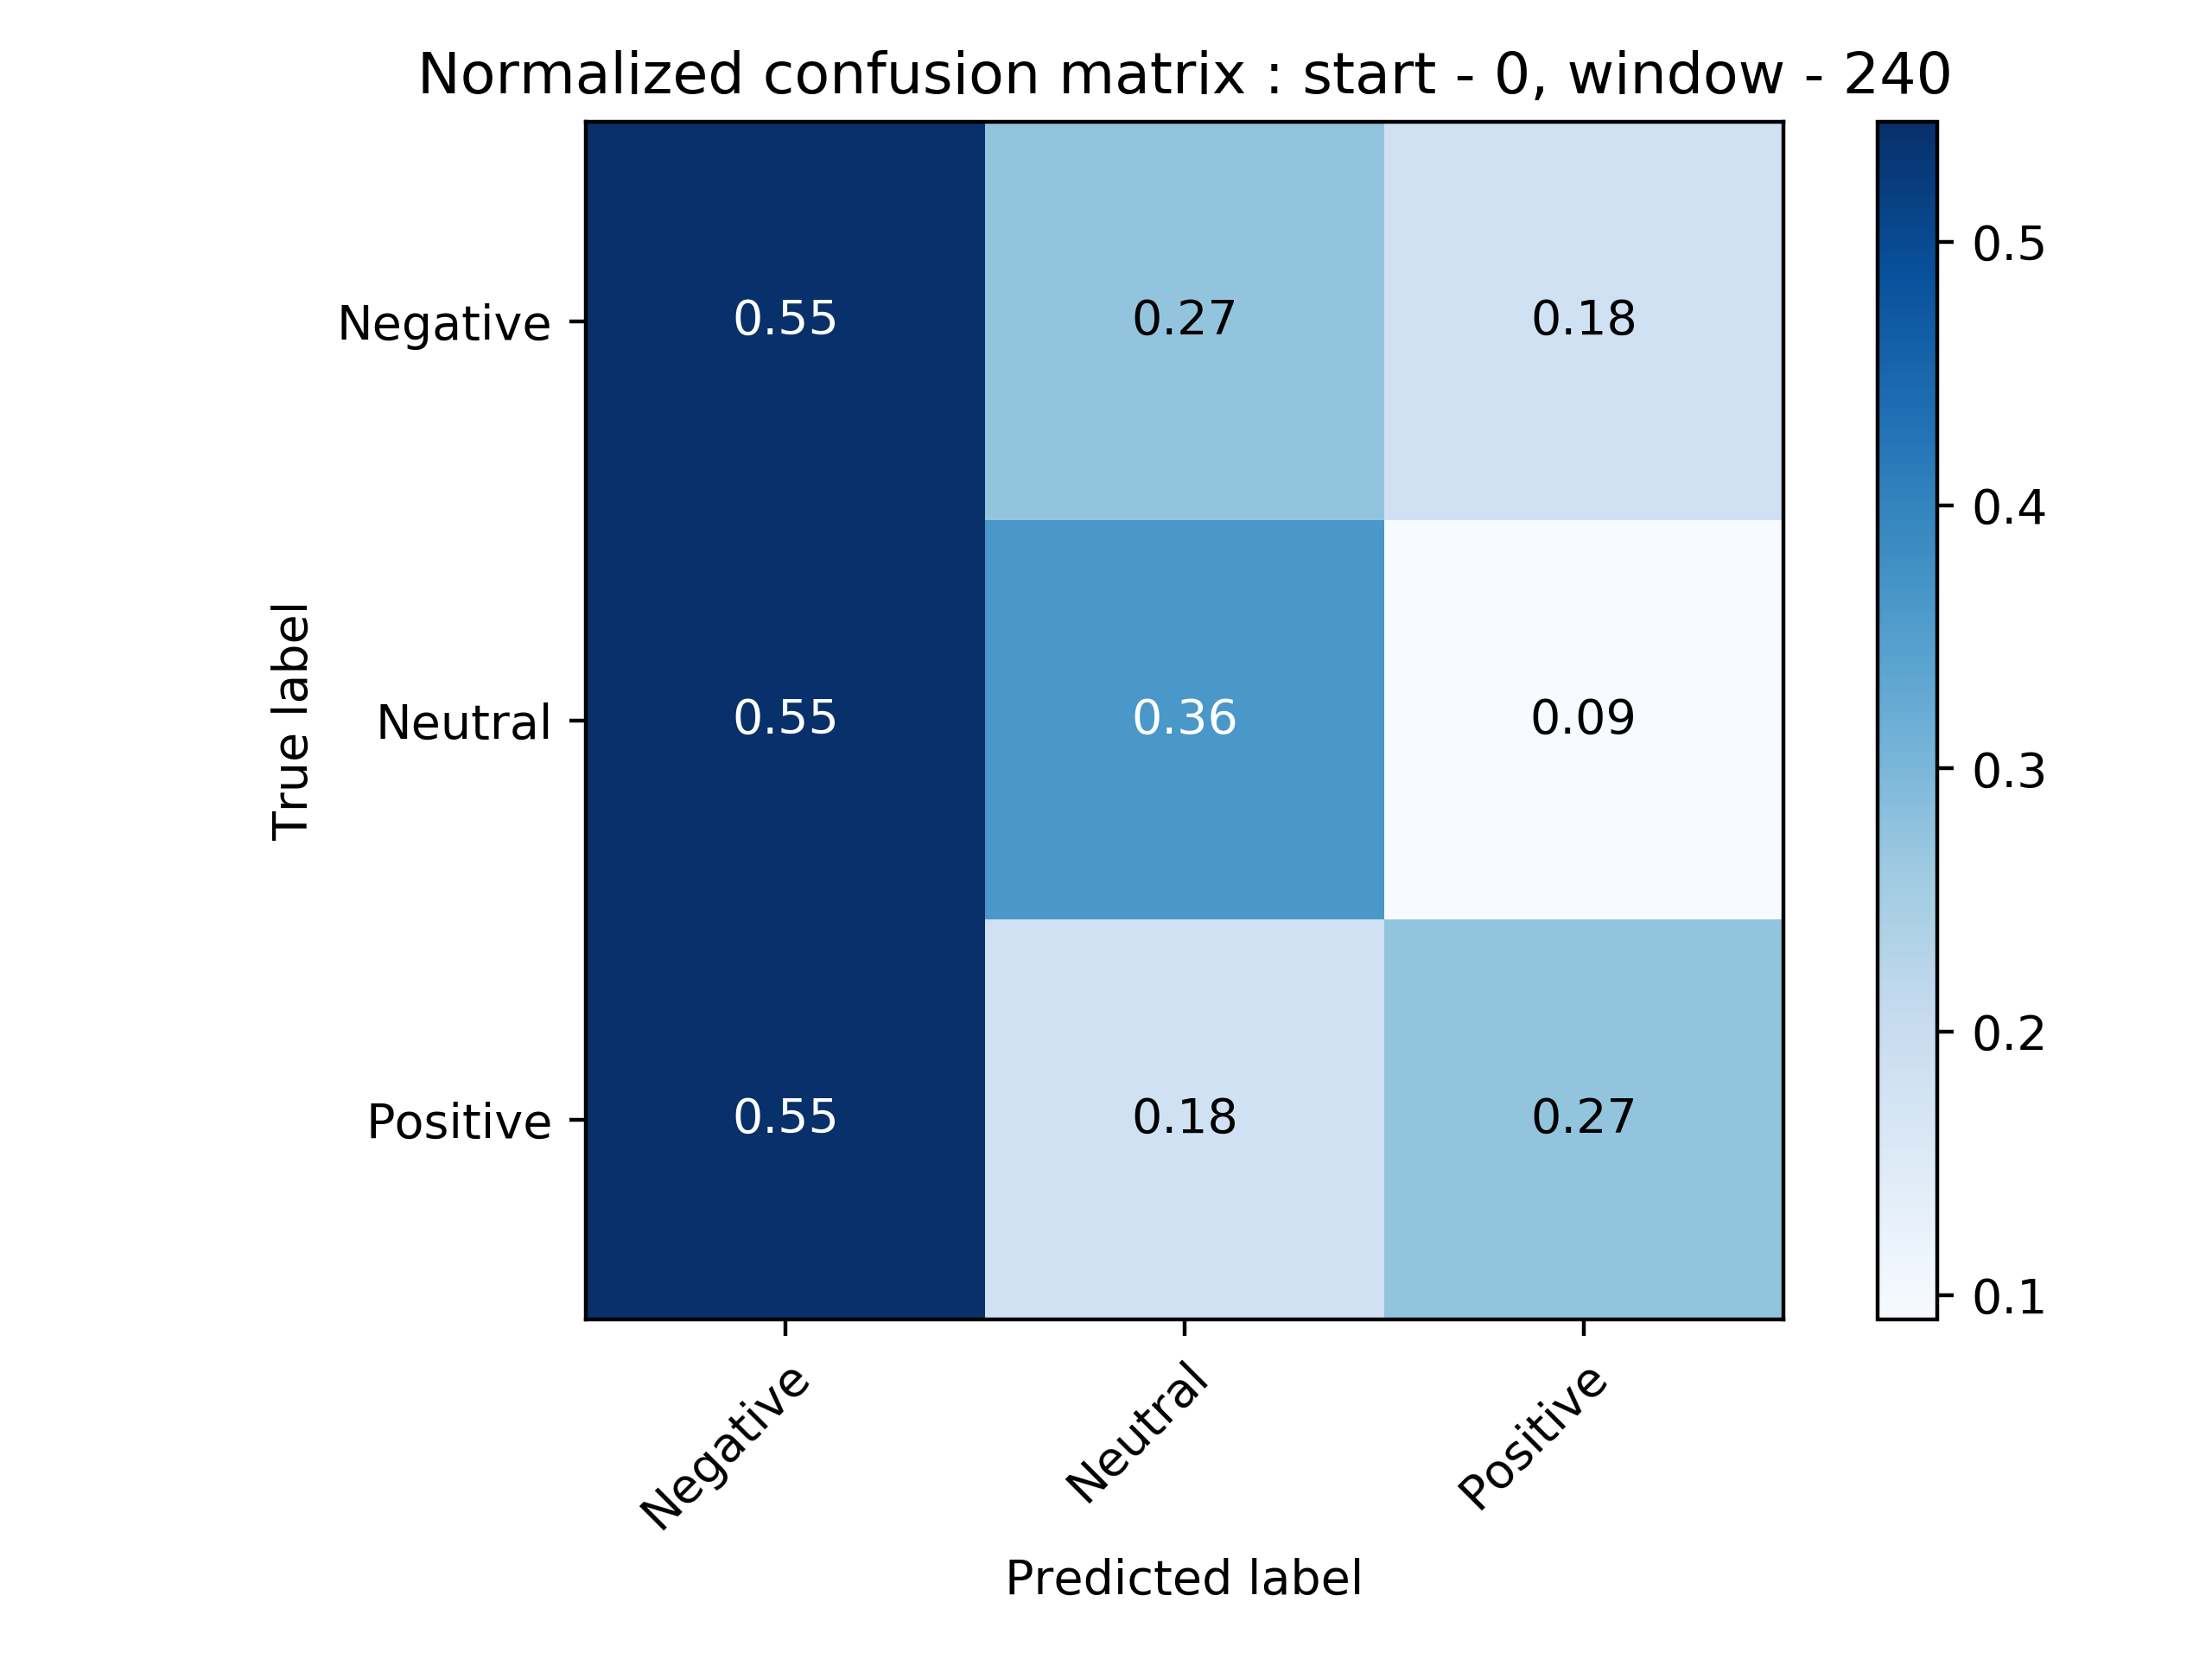 Normalized confusion matrix : start - 0, window - 240
True label
Negative
0.55 0.27 0.18
Neutral
0.55 0.36 0.09
Positive
0.55 0.18 0.27
Negative
Neutral
Positive
Predicted label
0.5
0.4
0.3
0.2
0.1